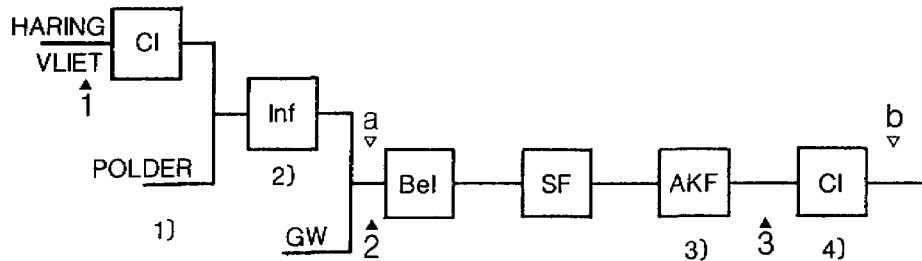 HARING
VLIET
CI
1
POLDER
1)
Inf
2)
GW
a
2
Bel
SF
AKF
3)
3
CI
4)
b